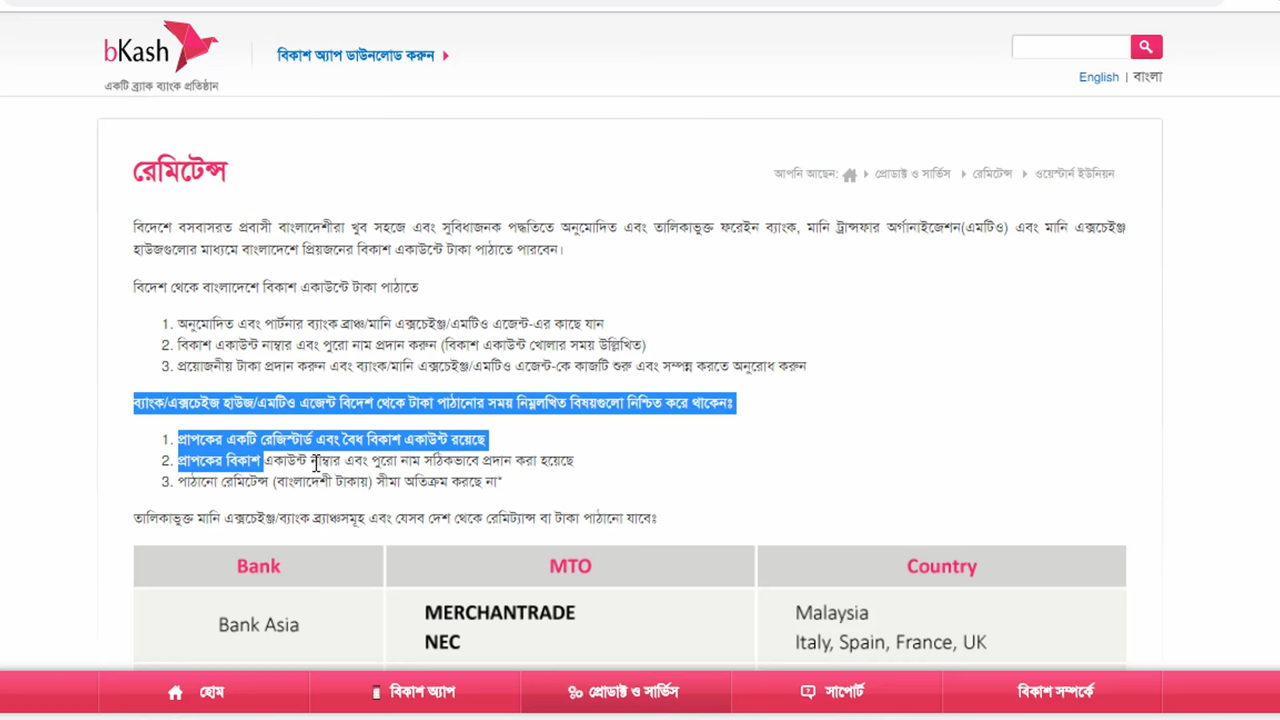 bKash
একটি ব্র্যাক ব্যাংক প্রতিষ্ঠান
বিকাশ অ্যাপ ডাউনলোড করুন
English | বাংলা
রেমিটেন্স
আপনি আছেন: প্রোডাক্ট ও সার্ভিস রেমিটেন্স ওয়েস্টার্ন ইউনিয়ন
বিদেশে বসবাসরত প্রবাসী বাংলাদেশীরা খুব সহজে এবং সুবিধাজনক পদ্ধতিতে অনুমোদিত এবং তালিকাভুক্ত ফরেইন ব্যাংক, মানি ট্রান্সফার অর্গানাইজেশন(এমটিও) এবং মানি এক্সচেইঞ্জ
হাউজগুলোর মাধ্যমে বাংলাদেশে প্রিয়জনের বিকাশ একাউন্টে টাকা পাঠাতে পারবেন।
বিদেশ থেকে বাংলাদেশে বিকাশ একাউন্টে টাকা পাঠাতে
1. অনুমোদিত এবং পার্টনার ব্যাংক ব্রাঞ্চ/মানি এক্সচেইঞ্জ/এমটিও এজেন্ট-এর কাছে যান
2. বিকাশ একাউন্ট নাম্বার এবং পুরো নাম প্রদান করুন (বিকাশ একাউন্ট খোলার সময় উল্লিখিত)
3. প্রয়োজনীয় টাকা প্রদান করুন এবং ব্যাংক/মানি এক্সচেইঞ্জ/এমটিও এজেন্ট-কে কাজটি শুরু এবং সম্পন্ন করতে অনুরোধ করুন
ব্যাংক/এক্সচেইজ হাউজ/এমটিও এজেন্ট বিদেশ থেকে টাকা পাঠানোর সময় নিম্নলখিত বিষয়গুলো নিশ্চিত করে থাকেনঃ
1. প্রাপকের একটি রেজিস্টার্ড এবং বৈধ বিকাশ একাউন্ট রয়েছে
2. প্রাপকের বিকাশ একাউন্ট নাম্বার এবং পুরো নাম সঠিকভাবে প্রদান করা হয়েছে
3. পাঠানো রেমিটেন্স (বাংলাদেশী টাকায়) সীমা অতিক্রম করছে না*
তালিকাভুক্ত মানি এক্সচেইঞ্জ/ব্যাংক ব্র্যাঞ্চসমূহ এবং যেসব দেশ থেকে রেমিট্যান্স বা টাকা পাঠানো যাবেঃ
Bank MTO Country
Bank Asia MERCHANTRADE Malaysia
NEC Italy, Spain, France, UK
হোম বিকাশ অ্যাপ প্রোডাক্ট ও সার্ভিস সাপোর্ট বিকাশ সম্পর্কে